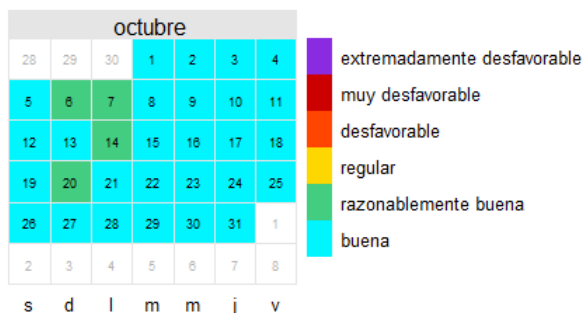 octubre
28 29 30 1 2 3 4
5 6 7 8 9 10 11
12 13 14 15 16 17 18
19 20 21 22 23 24 25
26 27 28 29 30 31 1
2 3 4 5 6 7 8
s d l m m j v
extremadamente desfavorable
muy desfavorable
desfavorable
regular
razonablemente buena
buena